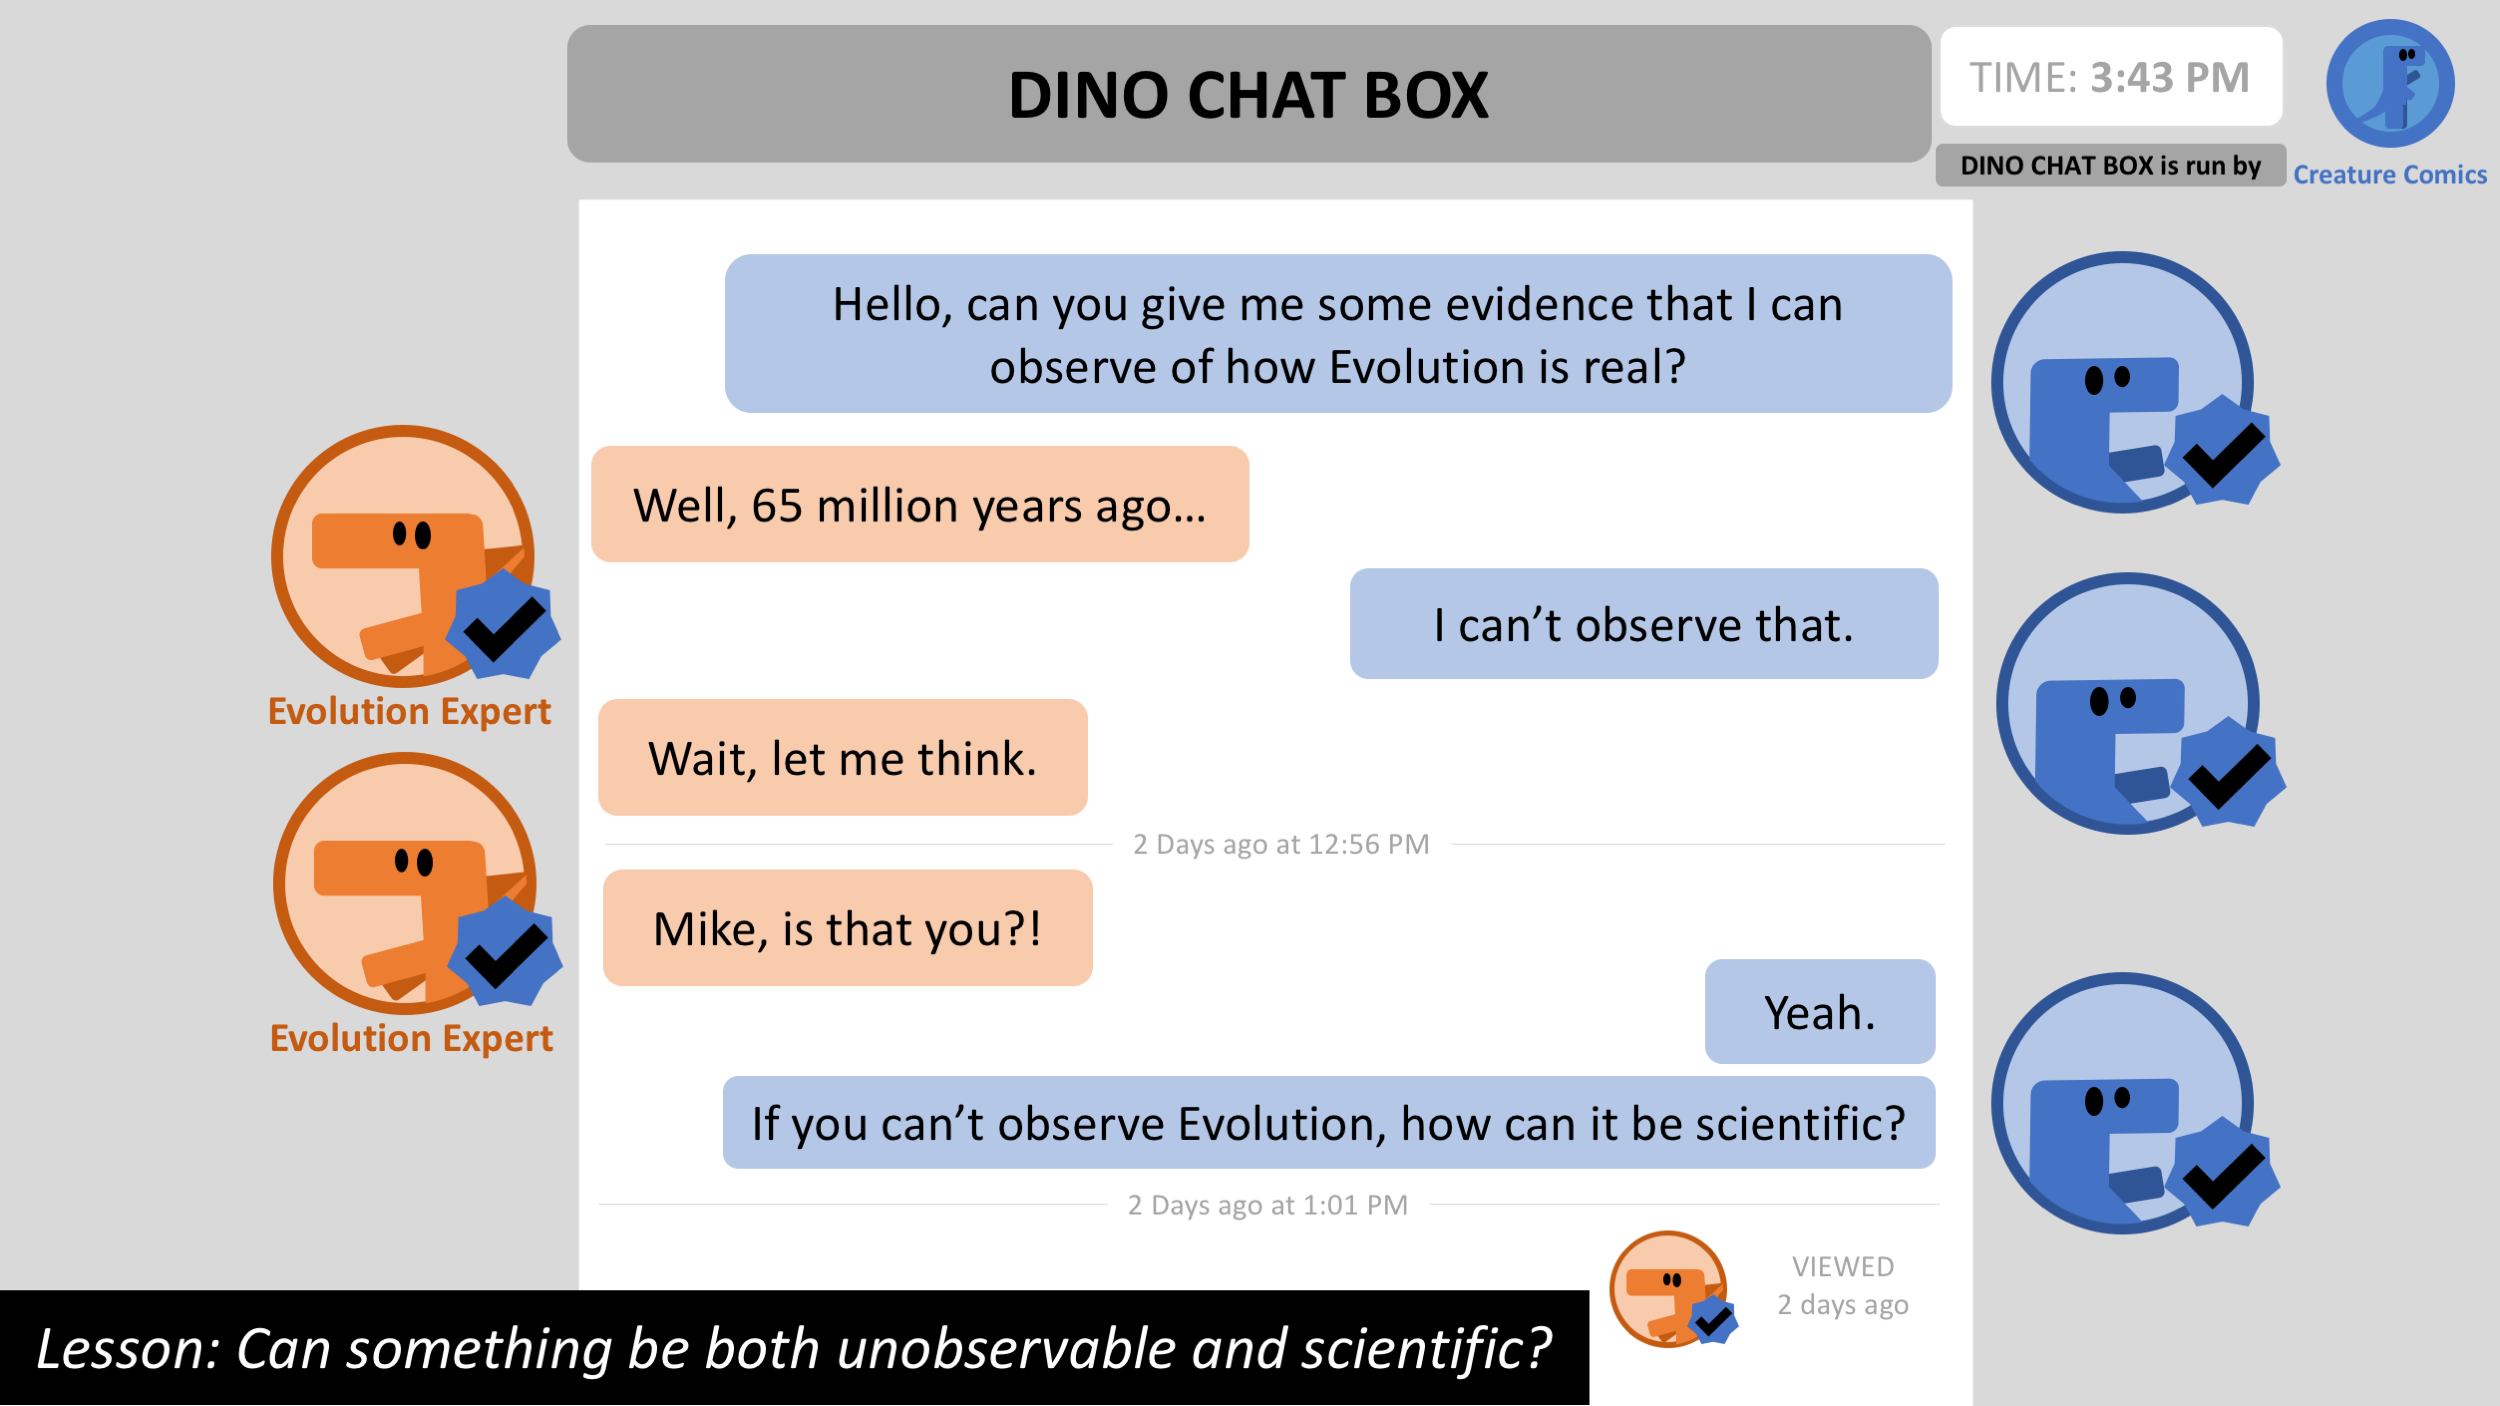 DINO CHAT BOX
TIME: 3:43 PM
DINO CHAT BOX is run by
Creature Comics
Hello, can you give me some evidence that I can
observe of how Evolution is real?
Well, 65 million years ago...
Evolution Expert
I can't observe that.
Wait, let me think.
2 Days ago at 12:56 PM
Mike, is that you?!
Evolution Expert
Yeah.
If you can't observe Evolution, how can it be scientific?
2 Days ago at 1:01 PM
VIEWED
2 days ago
Lesson: Can something be both unobservable and scientific?